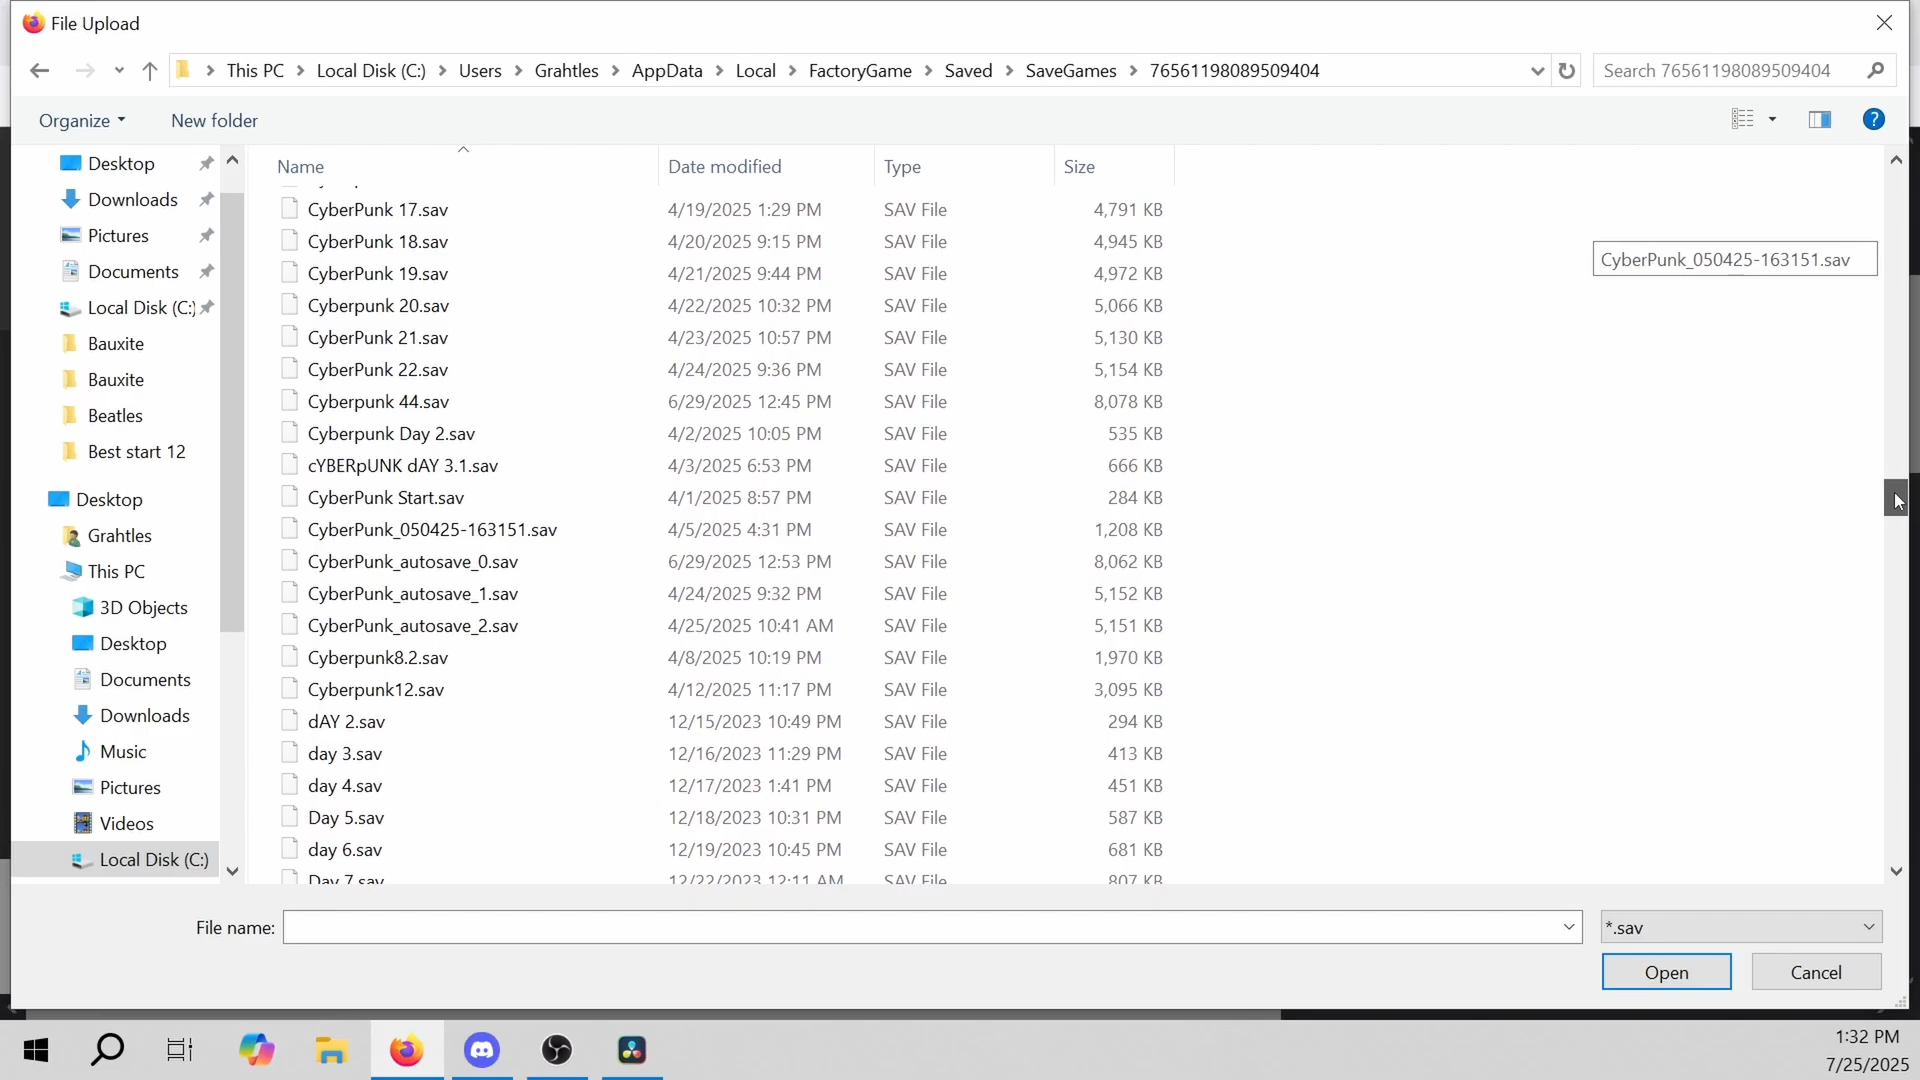 File Upload
This PC > Local Disk (C:) > Users > Grahtles > AppData > Local > FactoryGame > Saved > SaveGames > 76561198089509404
Search 76561198089509404
Organize
New folder
?
Desktop
Downloads
Pictures
Documents
Local Disk (C:)
Bauxite
Bauxite
Beatles
Best start 12
Desktop
Grahtles
This PC
3D Objects
Desktop
Documents
Downloads
Music
Pictures
Videos
Local Disk (C:)
Name Date modified Type Size
CyberPunk 17.sav 4/19/2025 1:29 PM SAV File 4,791 KB
CyberPunk 18.sav 4/20/2025 9:15 PM SAV File 4,945 KB
CyberPunk 19.sav 4/21/2025 9:44 PM SAV File 4,972 KB
Cyberpunk 20.sav 4/22/2025 10:32 PM SAV File 5,066 KB
CyberPunk 21.sav 4/23/2025 10:57 PM SAV File 5,130 KB
CyberPunk 22.sav 4/24/2025 9:36 PM SAV File 5,154 KB
Cyberpunk 44.sav 6/29/2025 12:45 PM SAV File 8,078 KB
Cyberpunk Day 2.sav 4/2/2025 10:05 PM SAV File 535 KB
cYBERpUNK dAY 3.1.sav 4/3/2025 6:53 PM SAV File 666 KB
CyberPunk Start.sav 4/1/2025 8:57 PM SAV File 284 KB
CyberPunk_050425-163151.sav 4/5/2025 4:31 PM SAV File 1,208 KB
CyberPunk_autosave_0.sav 6/29/2025 12:53 PM SAV File 8,062 KB
CyberPunk_autosave_1.sav 4/24/2025 9:32 PM SAV File 5,152 KB
CyberPunk_autosave_2.sav 4/25/2025 10:41 AM SAV File 5,151 KB
Cyberpunk8.2.sav 4/8/2025 10:19 PM SAV File 1,970 KB
Cyberpunk12.sav 4/12/2025 11:17 PM SAV File 3,095 KB
dAY 2.sav 12/15/2023 10:49 PM SAV File 294 KB
day 3.sav 12/16/2023 11:29 PM SAV File 413 KB
day 4.sav 12/17/2023 1:41 PM SAV File 451 KB
Day 5.sav 12/18/2023 10:31 PM SAV File 587 KB
day 6.sav 12/19/2023 10:45 PM SAV File 681 KB
Day 7.sav 12/22/2023 12:11 AM SAV File 807 KB
CyberPunk_050425-163151.sav
File name:
*.sav
Open
Cancel
1:32 PM
7/25/2025